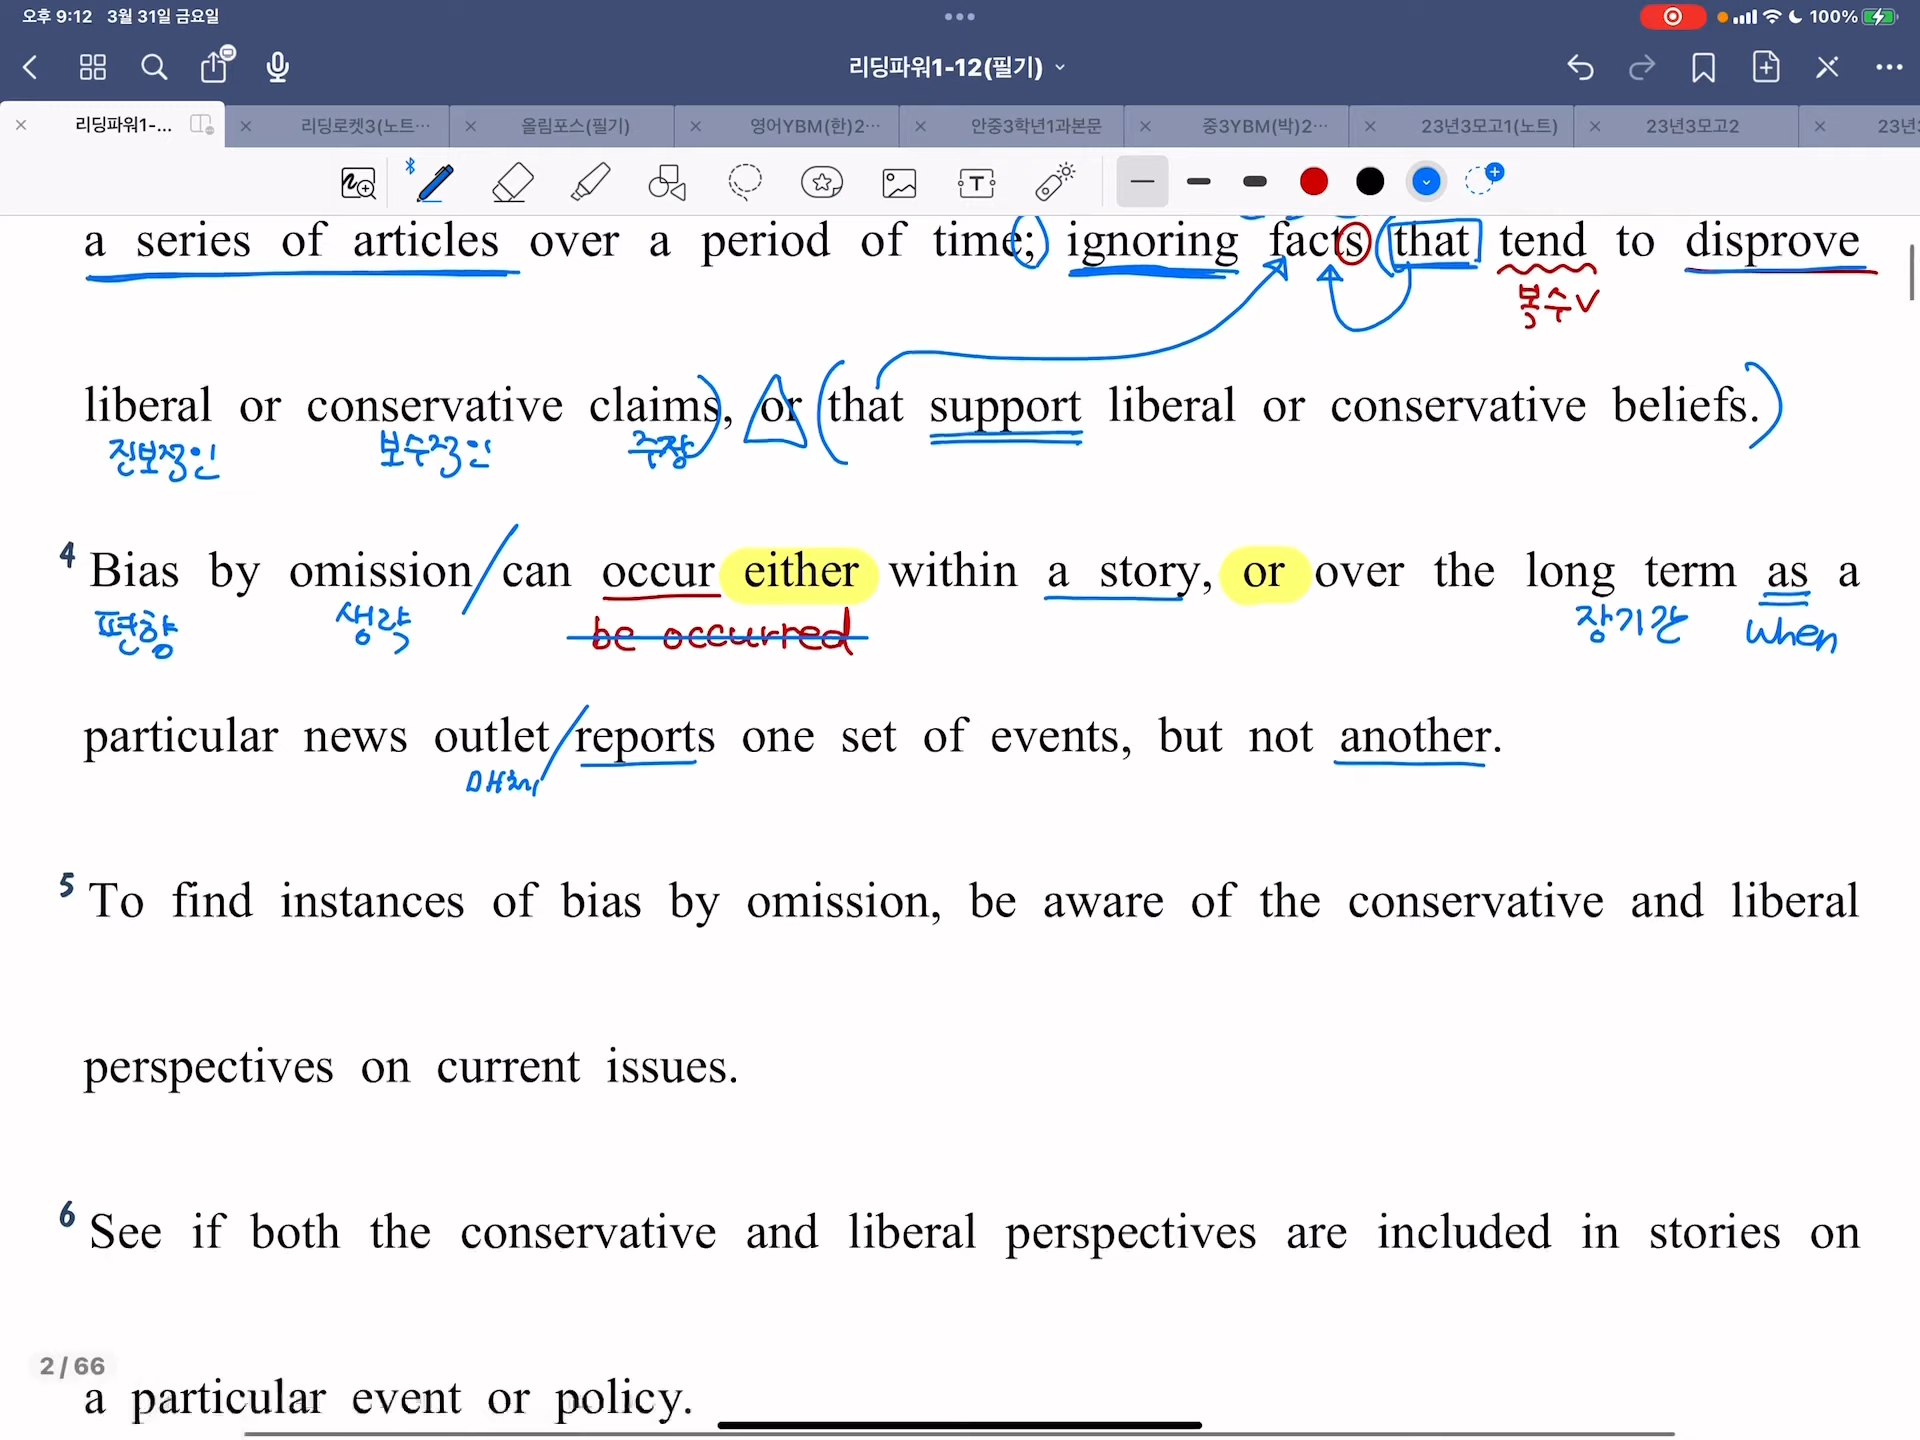 오후 9:12 3월 31일 금요일
100%
리딩파워1-12(필기)
리딩파워1-...
리딩로켓3(노트...
올림포스(필기)
영어YBM(한)2...
안중3학년1과본문
중3YBM(박)2...
23년3모고1(노트)
23년3모고2
23년
a series of articles over a period of time; ignoring facts that tend to disprove
복수V
liberal or conservative claims, or that support liberal or conservative beliefs.
진보적인 보수적인 주장
4 Bias by omission can occur either within a story, or over the long term as a
편향 생략 be occurred 장기간 when
particular news outlet reports one set of events, but not another.
매체
5 To find instances of bias by omission, be aware of the conservative and liberal
perspectives on current issues.
6 See if both the conservative and liberal perspectives are included in stories on
2 / 66
a particular event or policy.